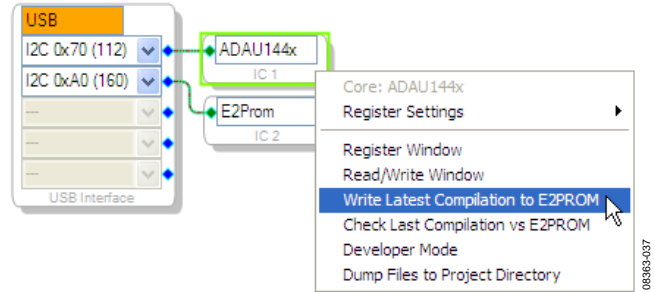 USB
I2C 0x70 (112)
I2C 0xA0 (160)
---
---
---
USB Interface
ADAU144x
IC 1
E2Prom
IC 2
Core: ADAU144x
Register Settings
Register Window
Read/Write Window
Write Latest Compilation to E2PROM
Check Last Compilation vs E2PROM
Developer Mode
Dump Files to Project Directory
08363-037